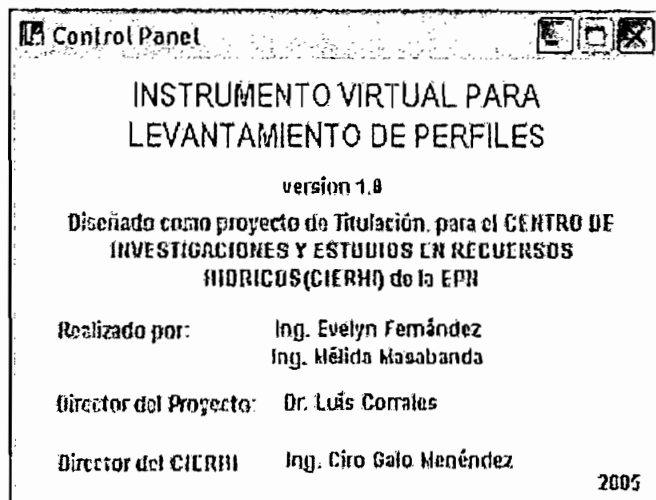 Control Panel
INSTRUMENTO VIRTUAL PARA
LEVANTAMIENTO DE PERFILES
version 1.0
Diseñado como proyecto de Titulación, para el CENTRO DE
INVESTIGACIONES Y ESTUDIOS EN RECUERSOS
HIDRICOS(CIERHI) de la EPN
Realizado por: Ing. Evelyn Fernández
Ing. Mélida Masabanda
Director del Proyecto: Dr. Luís Corrales
Director del CIERHI Ing. Ciro Galo Menéndez
2005